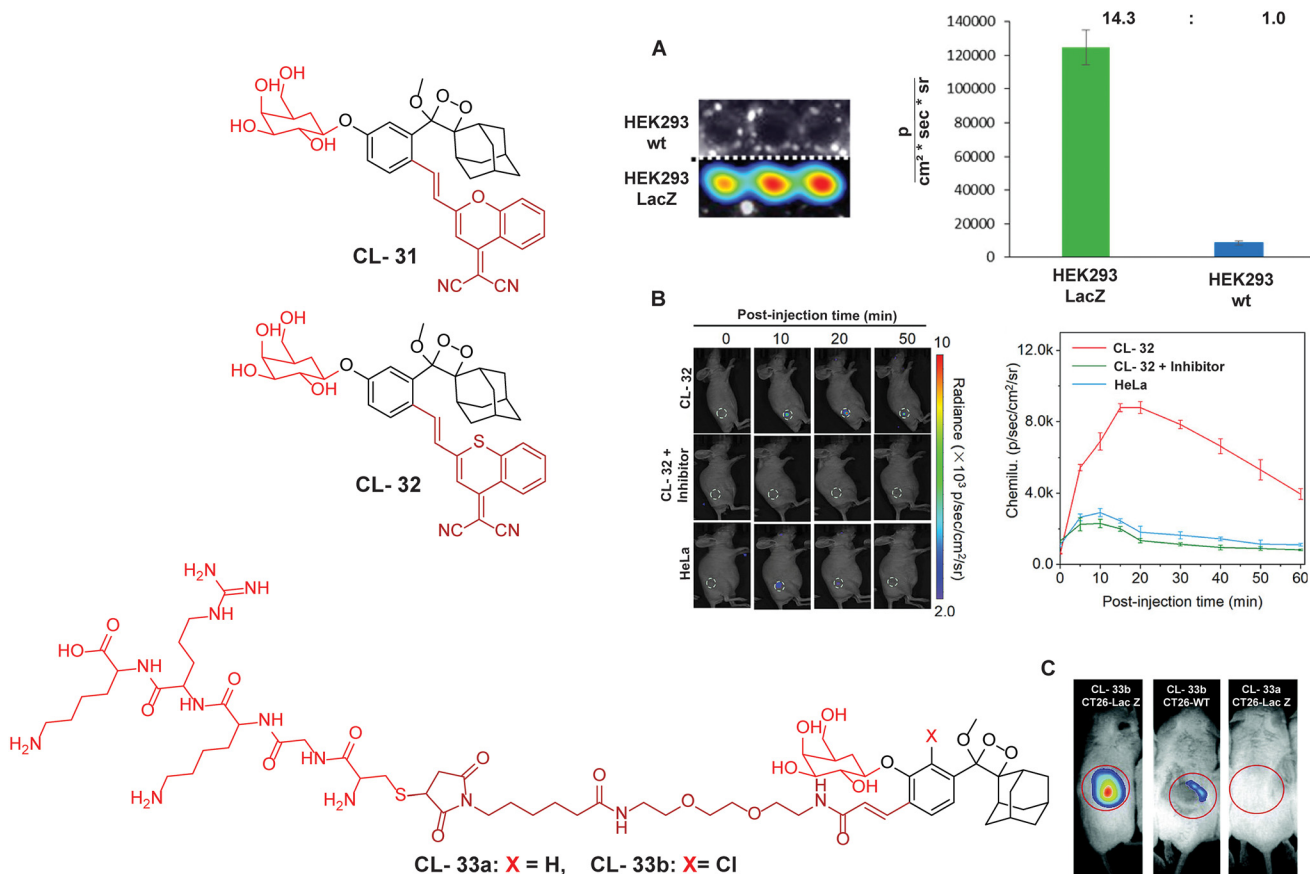 OH
OH
HO
OH
O
O
O-O
O
CL- 31
NC
CN
OH
OH
HO
OH
O
O
O-O
S
CL- 32
NC
CN
A
HEK293
wt
HEK293
LacZ
14.3 : 1.0
p
cm² * sec * sr
140000
120000
100000
80000
60000
40000
20000
0
HEK293
LacZ
HEK293
wt
B
Post-injection time (min)
0 10 20 50
CL- 32
CL- 32 +
Inhibitor
HeLa
10
Radiance (×10³ p/sec/cm²/sr)
2.0
Chemilu. (p/sec/cm²/sr)
12.0k
8.0k
4.0k
0.0
CL- 32
CL- 32 + Inhibitor
HeLa
0 10 20 30 40 50 60
Post-injection time (min)
H₂N
NH
NH
O
HO
H
N
O
N
H
O
H
N
O
N
H
O
H₂N
H₂N
NH₂
S
O
N
O
O
N
H
O
O
N
H
O
OH
OH
HO
OH
O
X
O
O-O
CL- 33a: X = H, CL- 33b: X= Cl
C
CL- 33b
CT26-Lac Z
CL- 33b
CT26-WT
CL- 33a
CT26-Lac Z